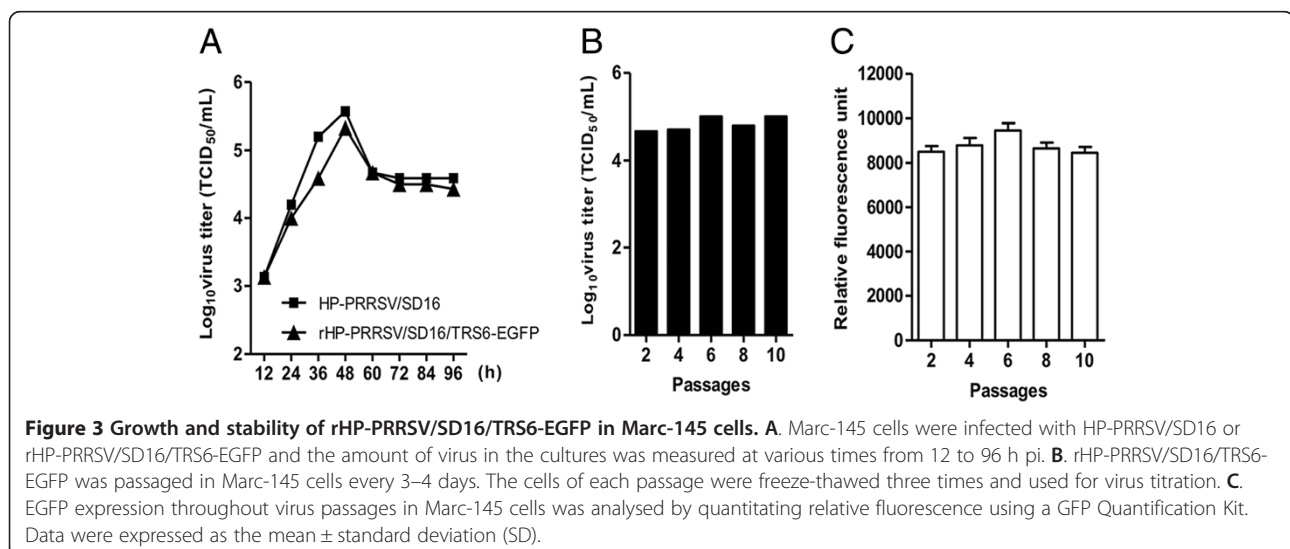 A
B
C
Log10virus titer (TCID50/mL)
6
5
4
3
2
HP-PRRSV/SD16
rHP-PRRSV/SD16/TRS6-EGFP
12 24 36 48 60 72 84 96 (h)
Log10virus titer (TCID50/mL)
6
4
2
0
2 4 6 8 10
Passages
Relative fluorescence unit
12000
10000
8000
6000
4000
2000
0
2 4 6 8 10
Passages
Figure 3 Growth and stability of rHP-PRRSV/SD16/TRS6-EGFP in Marc-145 cells. A. Marc-145 cells were infected with HP-PRRSV/SD16 or
rHP-PRRSV/SD16/TRS6-EGFP and the amount of virus in the cultures was measured at various times from 12 to 96 h pi. B. rHP-PRRSV/SD16/TRS6-
EGFP was passaged in Marc-145 cells every 3–4 days. The cells of each passage were freeze-thawed three times and used for virus titration. C.
EGFP expression throughout virus passages in Marc-145 cells was analysed by quantitating relative fluorescence using a GFP Quantification Kit.
Data were expressed as the mean ± standard deviation (SD).